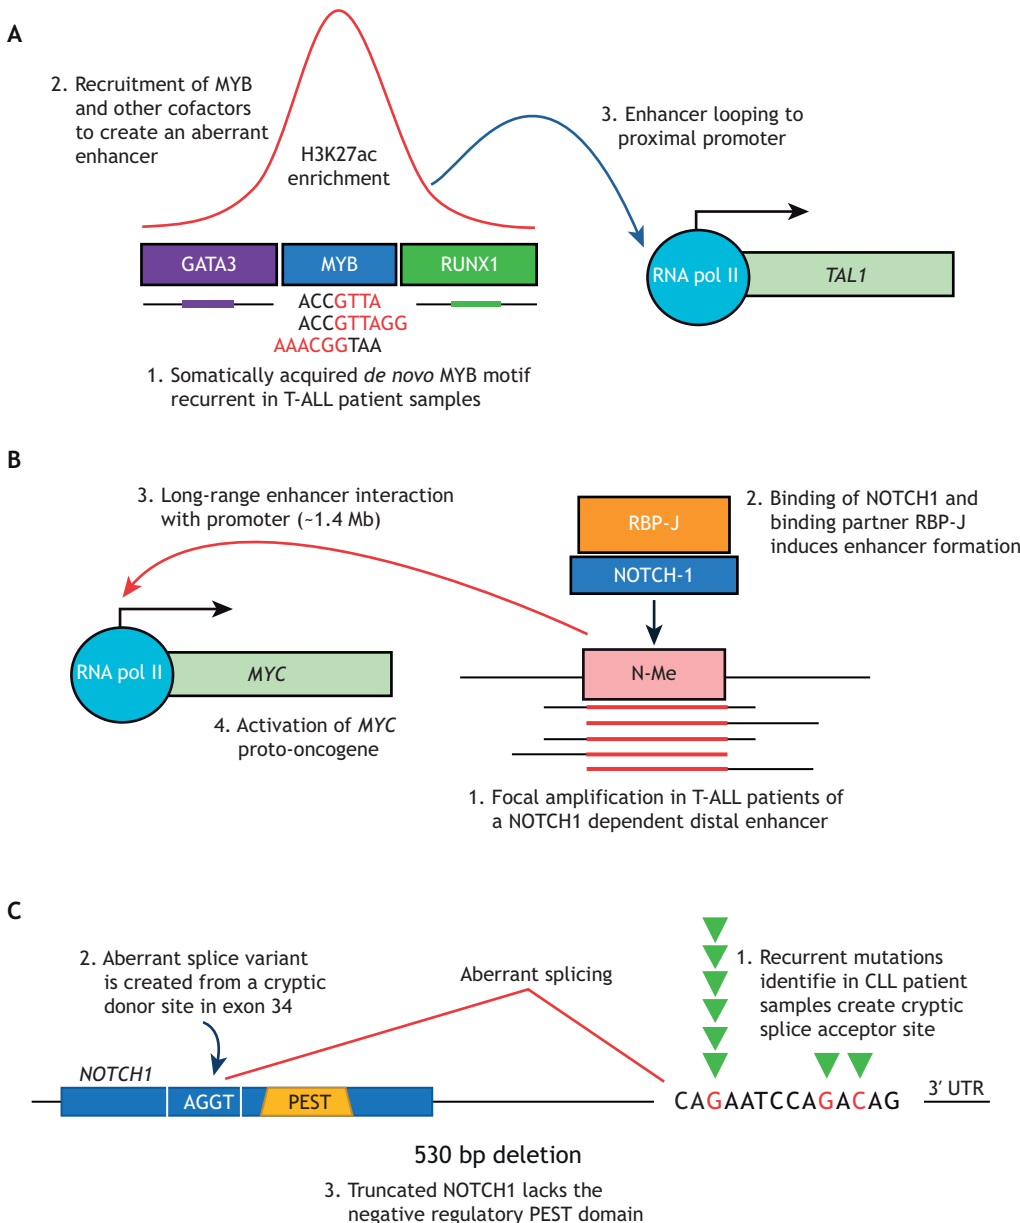 A
2. Recruitment of MYB
and other cofactors
to create an aberrant
enhancer
H3K27ac
enrichment
3. Enhancer looping to
proximal promoter
GATA3
MYB
RUNX1
RNA pol II
TAL1
ACCGTTA
ACCGTTAGG
AAACGGTAA
1. Somatically acquired de novo MYB motif
recurrent in T-ALL patient samples
B
3. Long-range enhancer interaction
with promoter (~1.4 Mb)
RBP-J
NOTCH-1
2. Binding of NOTCH1 and
binding partner RBP-J
induces enhancer formation
RNA pol II
MYC
N-Me
4. Activation of MYC
proto-oncogene
1. Focal amplification in T-ALL patients of
a NOTCH1 dependent distal enhancer
C
2. Aberrant splice variant
is created from a cryptic
donor site in exon 34
Aberrant splicing
1. Recurrent mutations
identifie in CLL patient
samples create cryptic
splice acceptor site
NOTCH1
AGGT
PEST
CAGAATCCAGACAG
3′ UTR
530 bp deletion
3. Truncated NOTCH1 lacks the
negative regulatory PEST domain